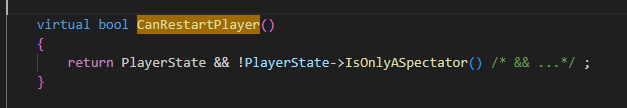 virtual bool CanRestartPlayer()
{
return PlayerState && !PlayerState->IsOnlyASpectator() /* && ...*/ ;
}